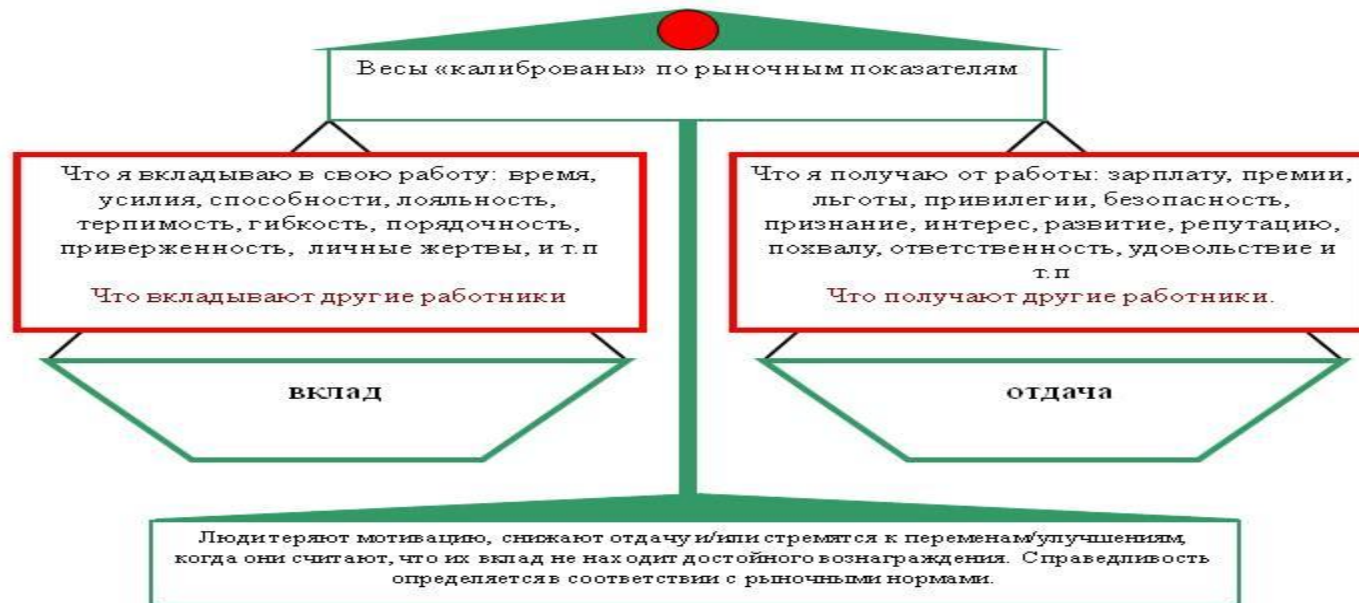 Весы «калиброваны» по рыночным показателям
Что я вкладываю в свою работу: время,
усилия, способности, лояльность,
терпимость, гибкость, порядочность,
приверженность, личные жертвы, и т.п
Что вкладывают другие работники
Что я получаю от работы: зарплату, премии,
льготы, привилегии, безопасность,
признание, интерес, развитие, репутацию,
похвалу, ответственность, удовольствие и
т.п
Что получают другие работники.
вклад
отдача
Люди теряют мотивацию, снижают отдачу и/или стремятся к переменам/улучшениям,
когда они считают, что их вклад не находит достойного вознаграждения. Справедливость
определяется в соответствии с рыночными нормами.